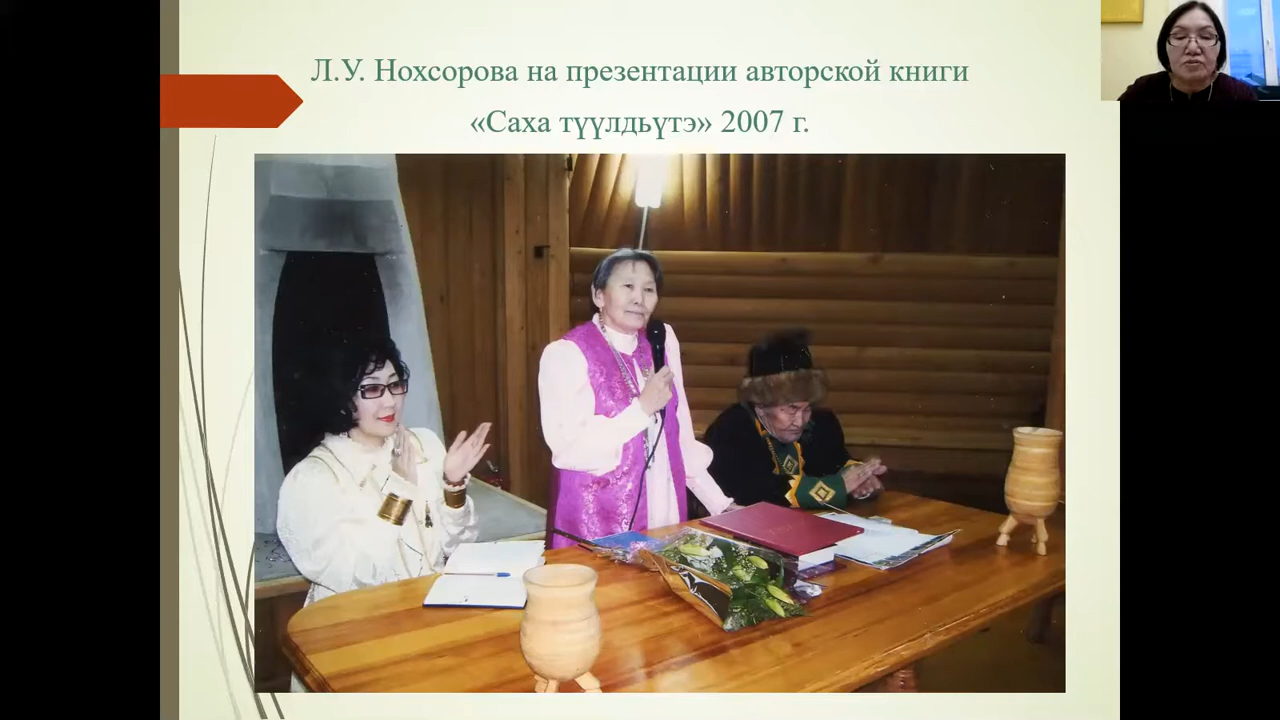 Л.У. Нохсорова на презентации авторской книги
«Саха түүлдьүтэ» 2007 г.